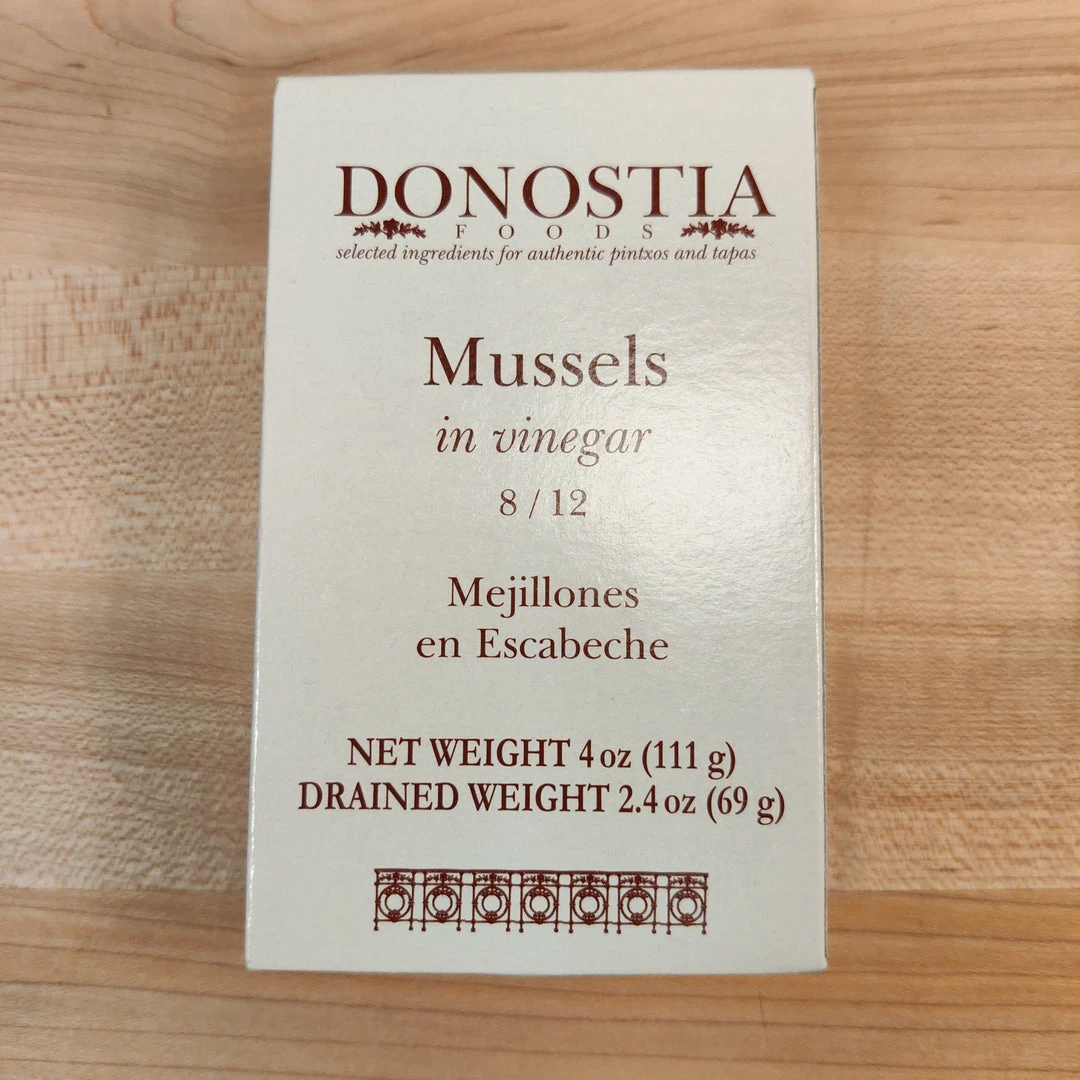 DONOSTIA
FOODS
selected ingredients for authentic pintxos and tapas
Mussels
in vinegar
8 / 12
Mejillones
en Escabeche
NET WEIGHT 4 oz (111 g)
DRAINED WEIGHT 2.4 oz (69 g)